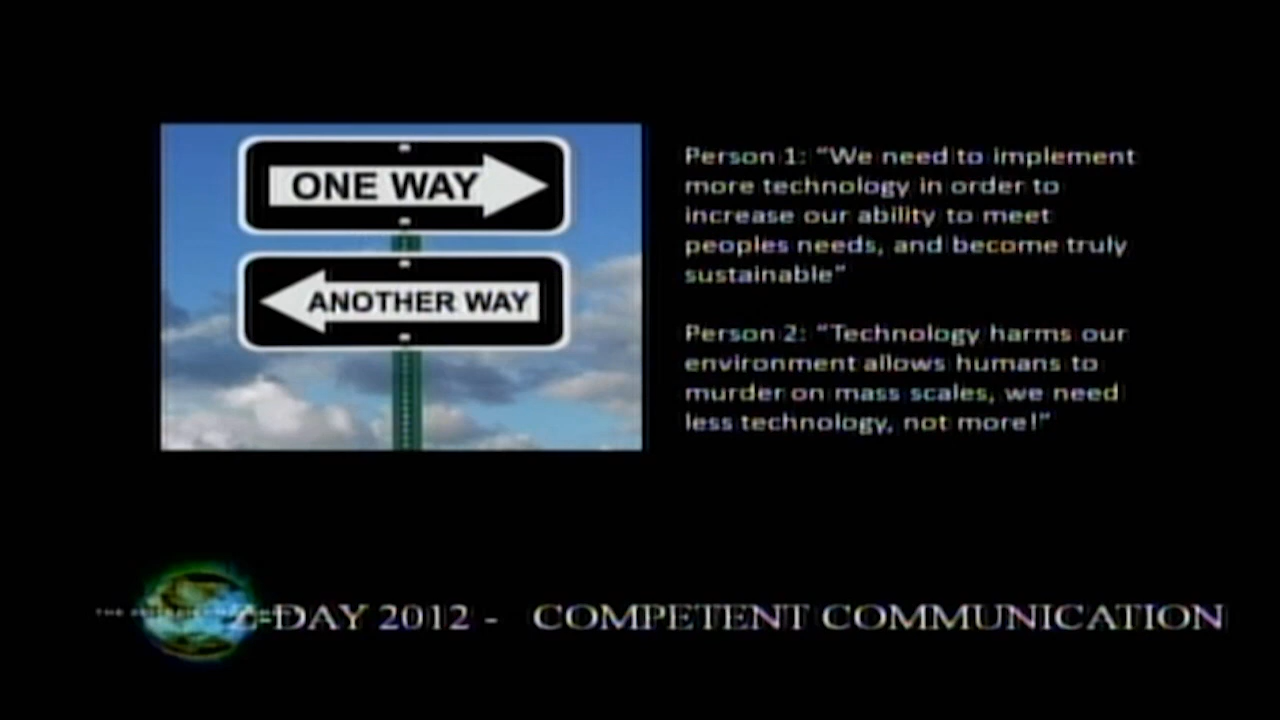 ONE WAY
ANOTHER WAY
Person 1: “We need to implement
more technology in order to
increase our ability to meet
peoples needs, and become truly
sustainable”
Person 2: “Technology harms our
environment allows humans to
murder on mass scales, we need
less technology, not more!”
Z-DAY 2012 - COMPETENT COMMUNICATION